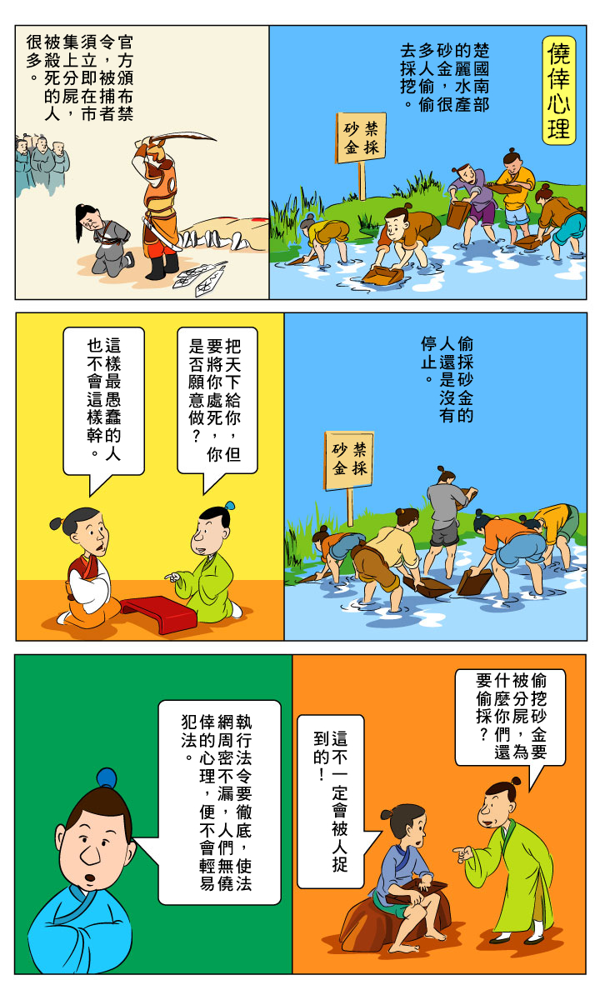 僥倖心理
楚國南部
的麗水產
砂金，很
多人偷偷
去採挖。
禁採
砂金
官方頒布禁
令，被捕者
須立即在市
集上分屍，
被殺死的人
很多。
偷採砂金的
人還是沒有
停止。
禁採
砂金
把天下給你，但
要將你處死，你
是否願意做？
這樣最愚蠢的人
也不會這樣幹。
偷挖砂金要
被分屍，為
什麼你們還
要偷採？
這不一定會被人捉
到的！
執行法令要徹底，使法
網周密不漏，人們無僥
倖的心理，便不會輕易
犯法。